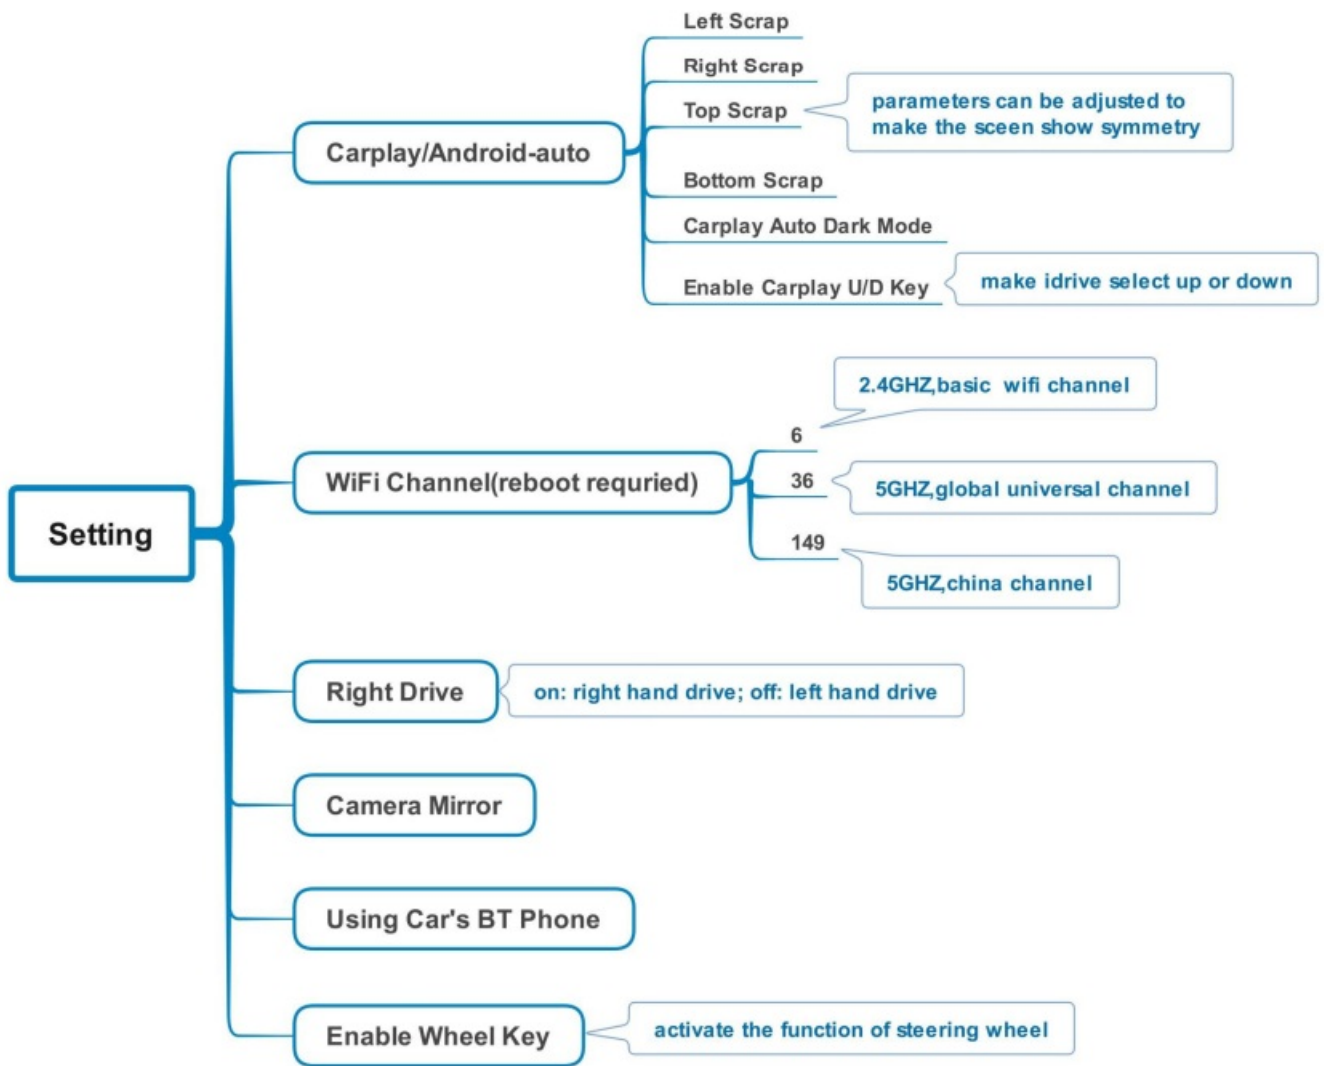 Setting
Carplay/Android-auto
Left Scrap
Right Scrap
Top Scrap
parameters can be adjusted to
make the sceen show symmetry
Bottom Scrap
Carplay Auto Dark Mode
Enable Carplay U/D Key
make idrive select up or down
WiFi Channel(reboot requried)
6
2.4GHZ,basic wifi channel
36
5GHZ,global universal channel
149
5GHZ,china channel
Right Drive
on: right hand drive; off: left hand drive
Camera Mirror
Using Car's BT Phone
Enable Wheel Key
activate the function of steering wheel